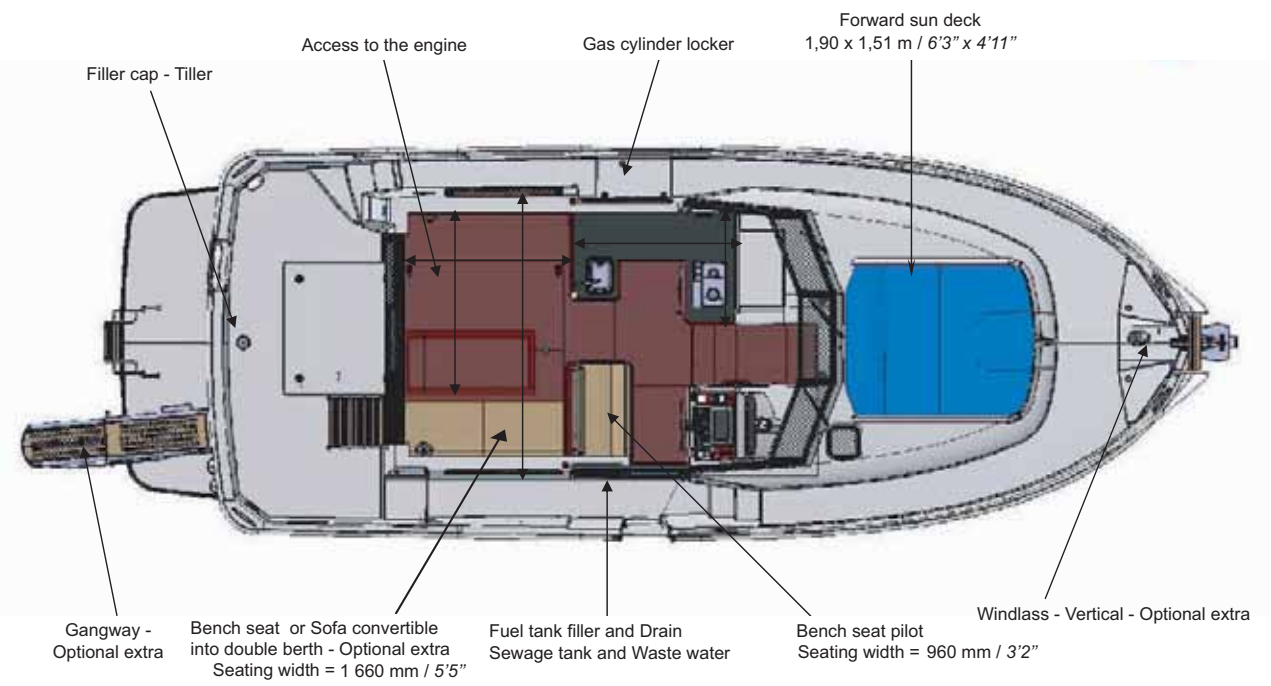 Forward sun deck
1,90 x 1,51 m / 6’3” x 4’11”
Access to the engine
Gas cylinder locker
Filler cap - Tiller
Gangway -
Optional extra
Bench seat or Sofa convertible
into double berth - Optional extra
Seating width = 1 660 mm / 5’5”
Fuel tank filler and Drain
Sewage tank and Waste water
Bench seat pilot
Seating width = 960 mm / 3’2”
Windlass - Vertical - Optional extra